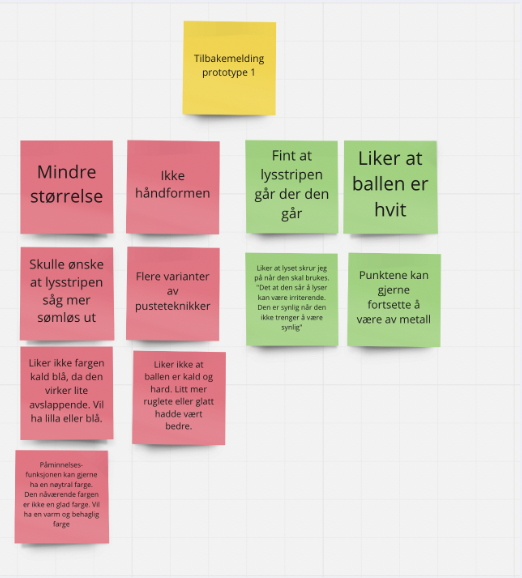 Tilbakemelding
prototype 1
Mindre
størrelse
Ikke
håndformen
Fint at
lysstripen
går der den
går
Liker at
ballen er
hvit
Skulle ønske
at lysstripen
såg mer
sømløs ut
Flere varianter
av
pusteteknikker
Liker at lyset skrur jeg
på når den skal brukes.
"Det at den sår å lyser
kan være irriterende.
Den er synlig når den
ikke trenger å være
synlig"
Punktene kan
gjerne
fortsette å
være av metall
Liker ikke fargen
kald blå, da den
virker lite
avslappende. Vil
ha lilla eller blå.
Liker ikke at
ballen er kald og
hard. Litt mer
ruglete eller glatt
hadde vært
bedre.
Påminnelses-
funksjonen kan gjerne
ha en nøytral farge.
Den nåværende fargen
er ikke en glad farge. Vil
ha en varm og behaglig
farge